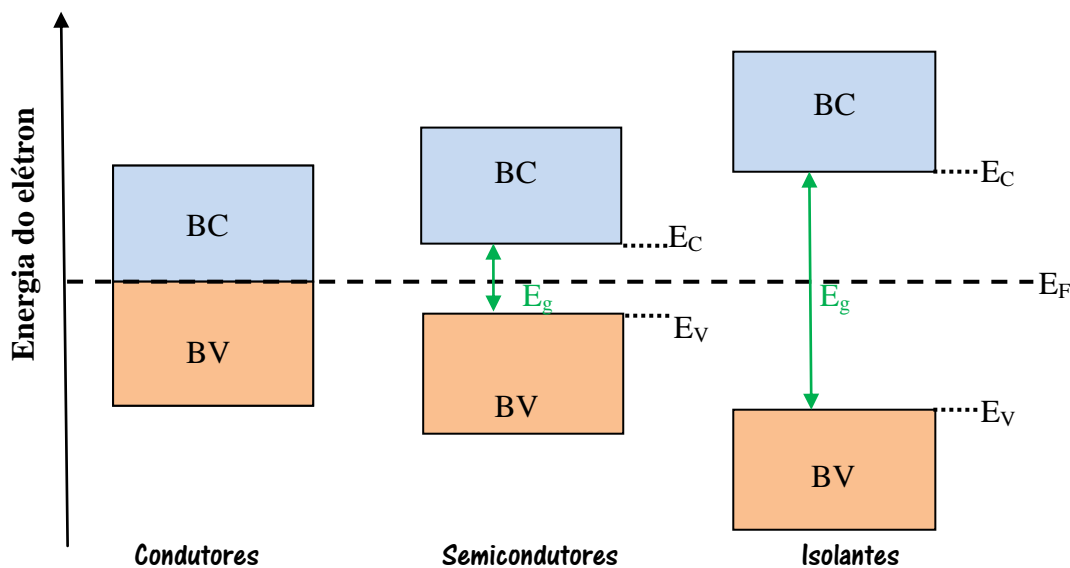 Energia do elétron
BC
BV
Condutores
BC
E_C
E_g
E_V
BV
Semicondutores
BC
E_C
E_g
E_F
E_V
BV
Isolantes